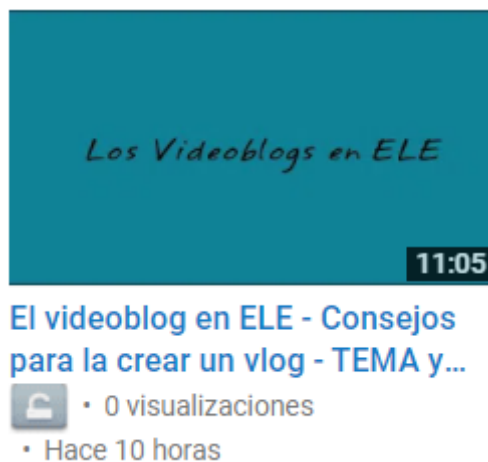 Los Videoblogs en ELE
11:05
El videoblog en ELE - Consejos
para la crear un vlog - TEMA y...
• 0 visualizaciones
• Hace 10 horas